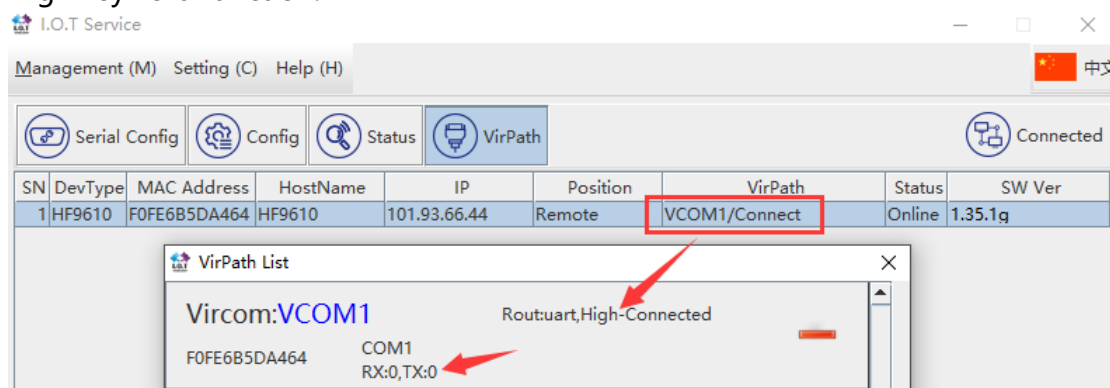 I.O.T Service
Management (M) Setting (C) Help (H) 中文
Serial Config Config Status VirPath Connected
SN DevType MAC Address HostName IP Position VirPath Status SW Ver
1 HF9610 F0FE6B5DA464 HF9610 101.93.66.44 Remote VCOM1/Connect Online 1.35.1g
VirPath List
Vircom:VCOM1 Rout:uart,High-Connected
F0FE6B5DA464 COM1
RX:0,TX:0